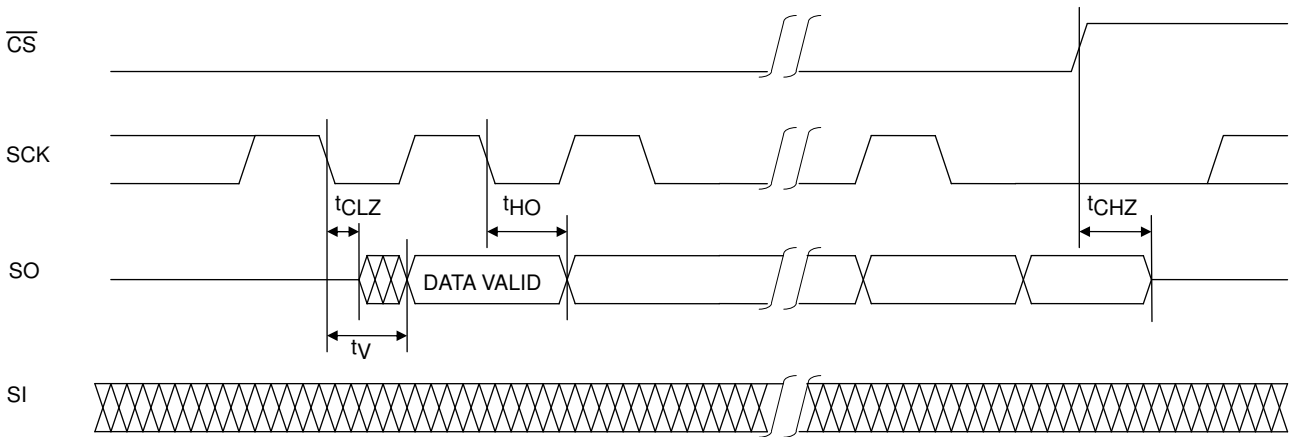 CS
SCK
tCLZ
tHO
tCHZ
SO
DATA VALID
tV
SI